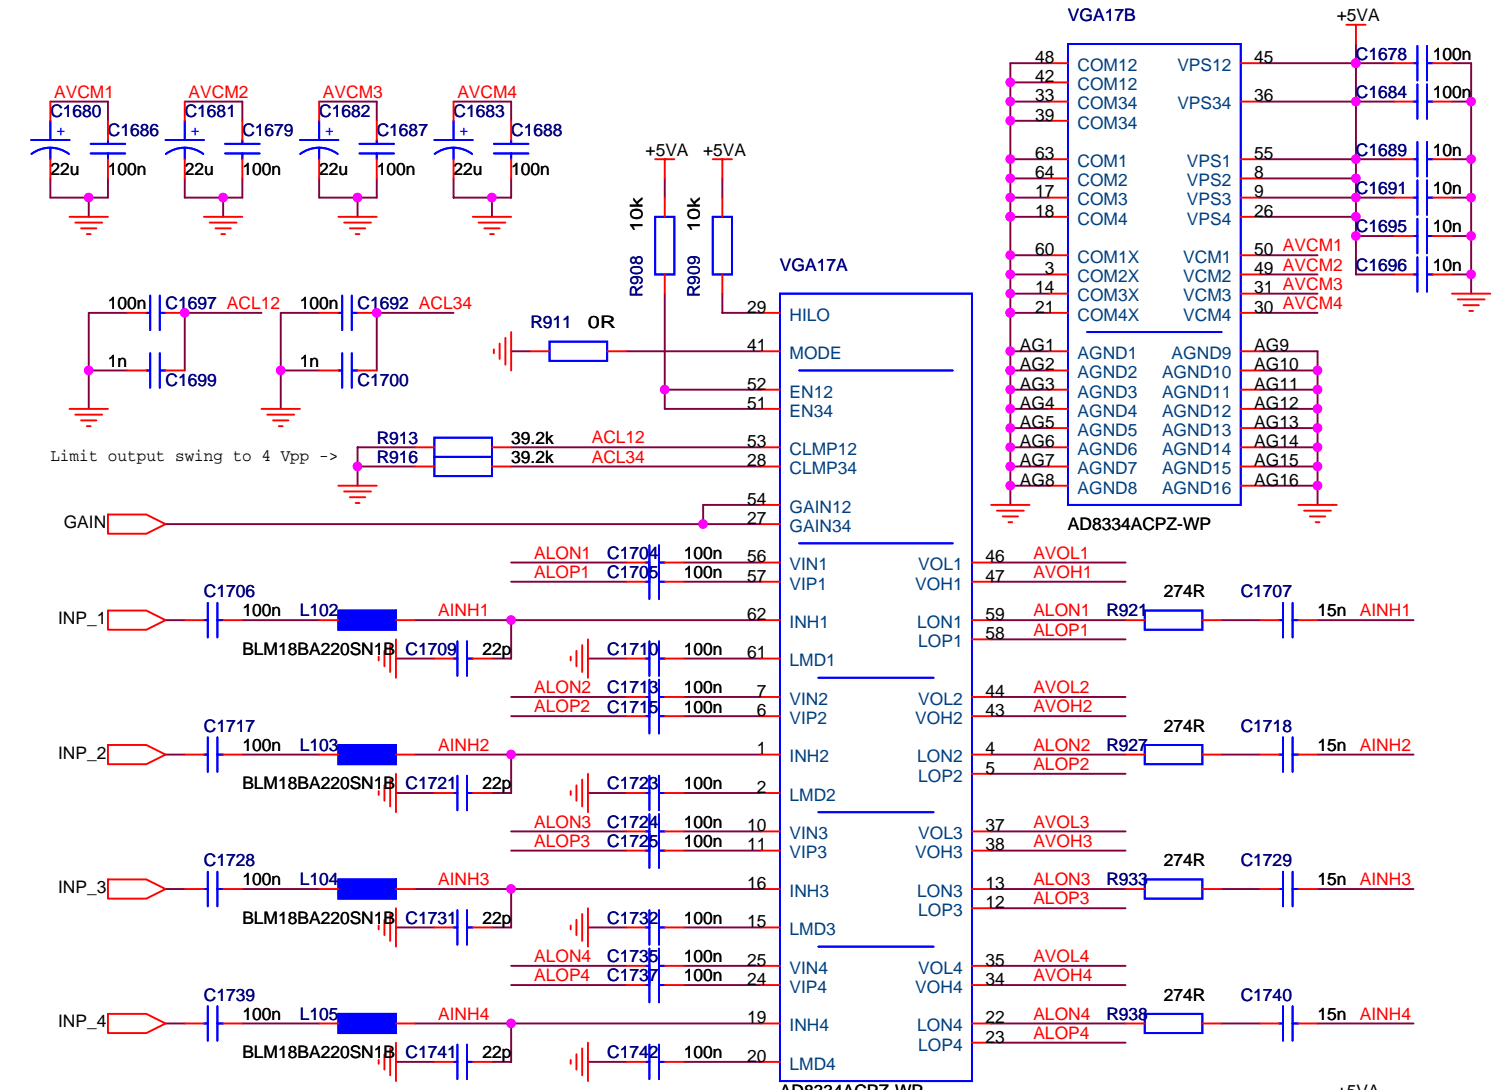 VGA17B
+5VA
48 COM12 VPS12 45 C1678 100n
42 COM12
33 COM34 VPS34 36 C1684 100n
39 COM34
63 COM1 VPS1 55 C1689 10n
64 COM2 VPS2 8
17 COM3 VPS3 9 C1691 10n
18 COM4 VPS4 26
C1695 10n
60 COM1X VCM1 50 AVCM1
3 COM2X VCM2 49 AVCM2 C1696 10n
14 COM3X VCM3 31 AVCM3
21 COM4X VCM4 30 AVCM4
AG1 AGND1 AGND9 AG9
AG2 AGND2 AGND10 AG10
AG3 AGND3 AGND11 AG11
AG4 AGND4 AGND12 AG12
AG5 AGND5 AGND13 AG13
AG6 AGND6 AGND14 AG14
AG7 AGND7 AGND15 AG15
AG8 AGND8 AGND16 AG16
AD8334ACPZ-WP
AVCM1 AVCM2 AVCM3 AVCM4
C1680 C1681 C1682 C1683
+ + + +
C1686 C1679 C1687 C1688
22u 100n 22u 100n 22u 100n 22u 100n
+5VA +5VA
R908 10k R909 10k
100n C1697 ACL12 100n C1692 ACL34
1n C1699 1n C1700
VGA17A
29 HILO
R911 0R 41 MODE
52 EN12
51 EN34
R913 39.2k ACL12 53 CLMP12
Limit output swing to 4 Vpp ->
R916 39.2k ACL34 28 CLMP34
54 GAIN12
GAIN 27 GAIN34
ALON1 C1704 100n 56 VIN1 VOL1 46 AVOL1
ALOP1 C1705 100n 57 VIP1 VOH1 47 AVOH1
C1706 274R C1707
INP_1 100n L102 AINH1 62 INH1 LON1 59 ALON1 R921 15n AINH1
LOP1 58 ALOP1
BLM18BA220SN1B C1709 22p C1710 100n 61 LMD1
ALON2 C1713 100n 7 VIN2 VOL2 44 AVOL2
ALOP2 C1715 100n 6 VIP2 VOH2 43 AVOH2
C1717 274R C1718
INP_2 100n L103 AINH2 1 INH2 LON2 4 ALON2 R927 15n AINH2
LOP2 5 ALOP2
BLM18BA220SN1B C1721 22p C1723 100n 2 LMD2
ALON3 C1724 100n 10 VIN3 VOL3 37 AVOL3
ALOP3 C1725 100n 11 VIP3 VOH3 38 AVOH3
C1728 274R C1729
INP_3 100n L104 AINH3 16 INH3 LON3 13 ALON3 R933 15n AINH3
LOP3 12 ALOP3
BLM18BA220SN1B C1731 22p C1732 100n 15 LMD3
ALON4 C1735 100n 25 VIN4 VOL4 35 AVOL4
ALOP4 C1737 100n 24 VIP4 VOH4 34 AVOH4
C1739 274R C1740
INP_4 100n L105 AINH4 19 INH4 LON4 22 ALON4 R938 15n AINH4
LOP4 23 ALOP4
BLM18BA220SN1B C1741 22p C1742 100n 20 LMD4
AD8334ACPZ-WP
+5VA